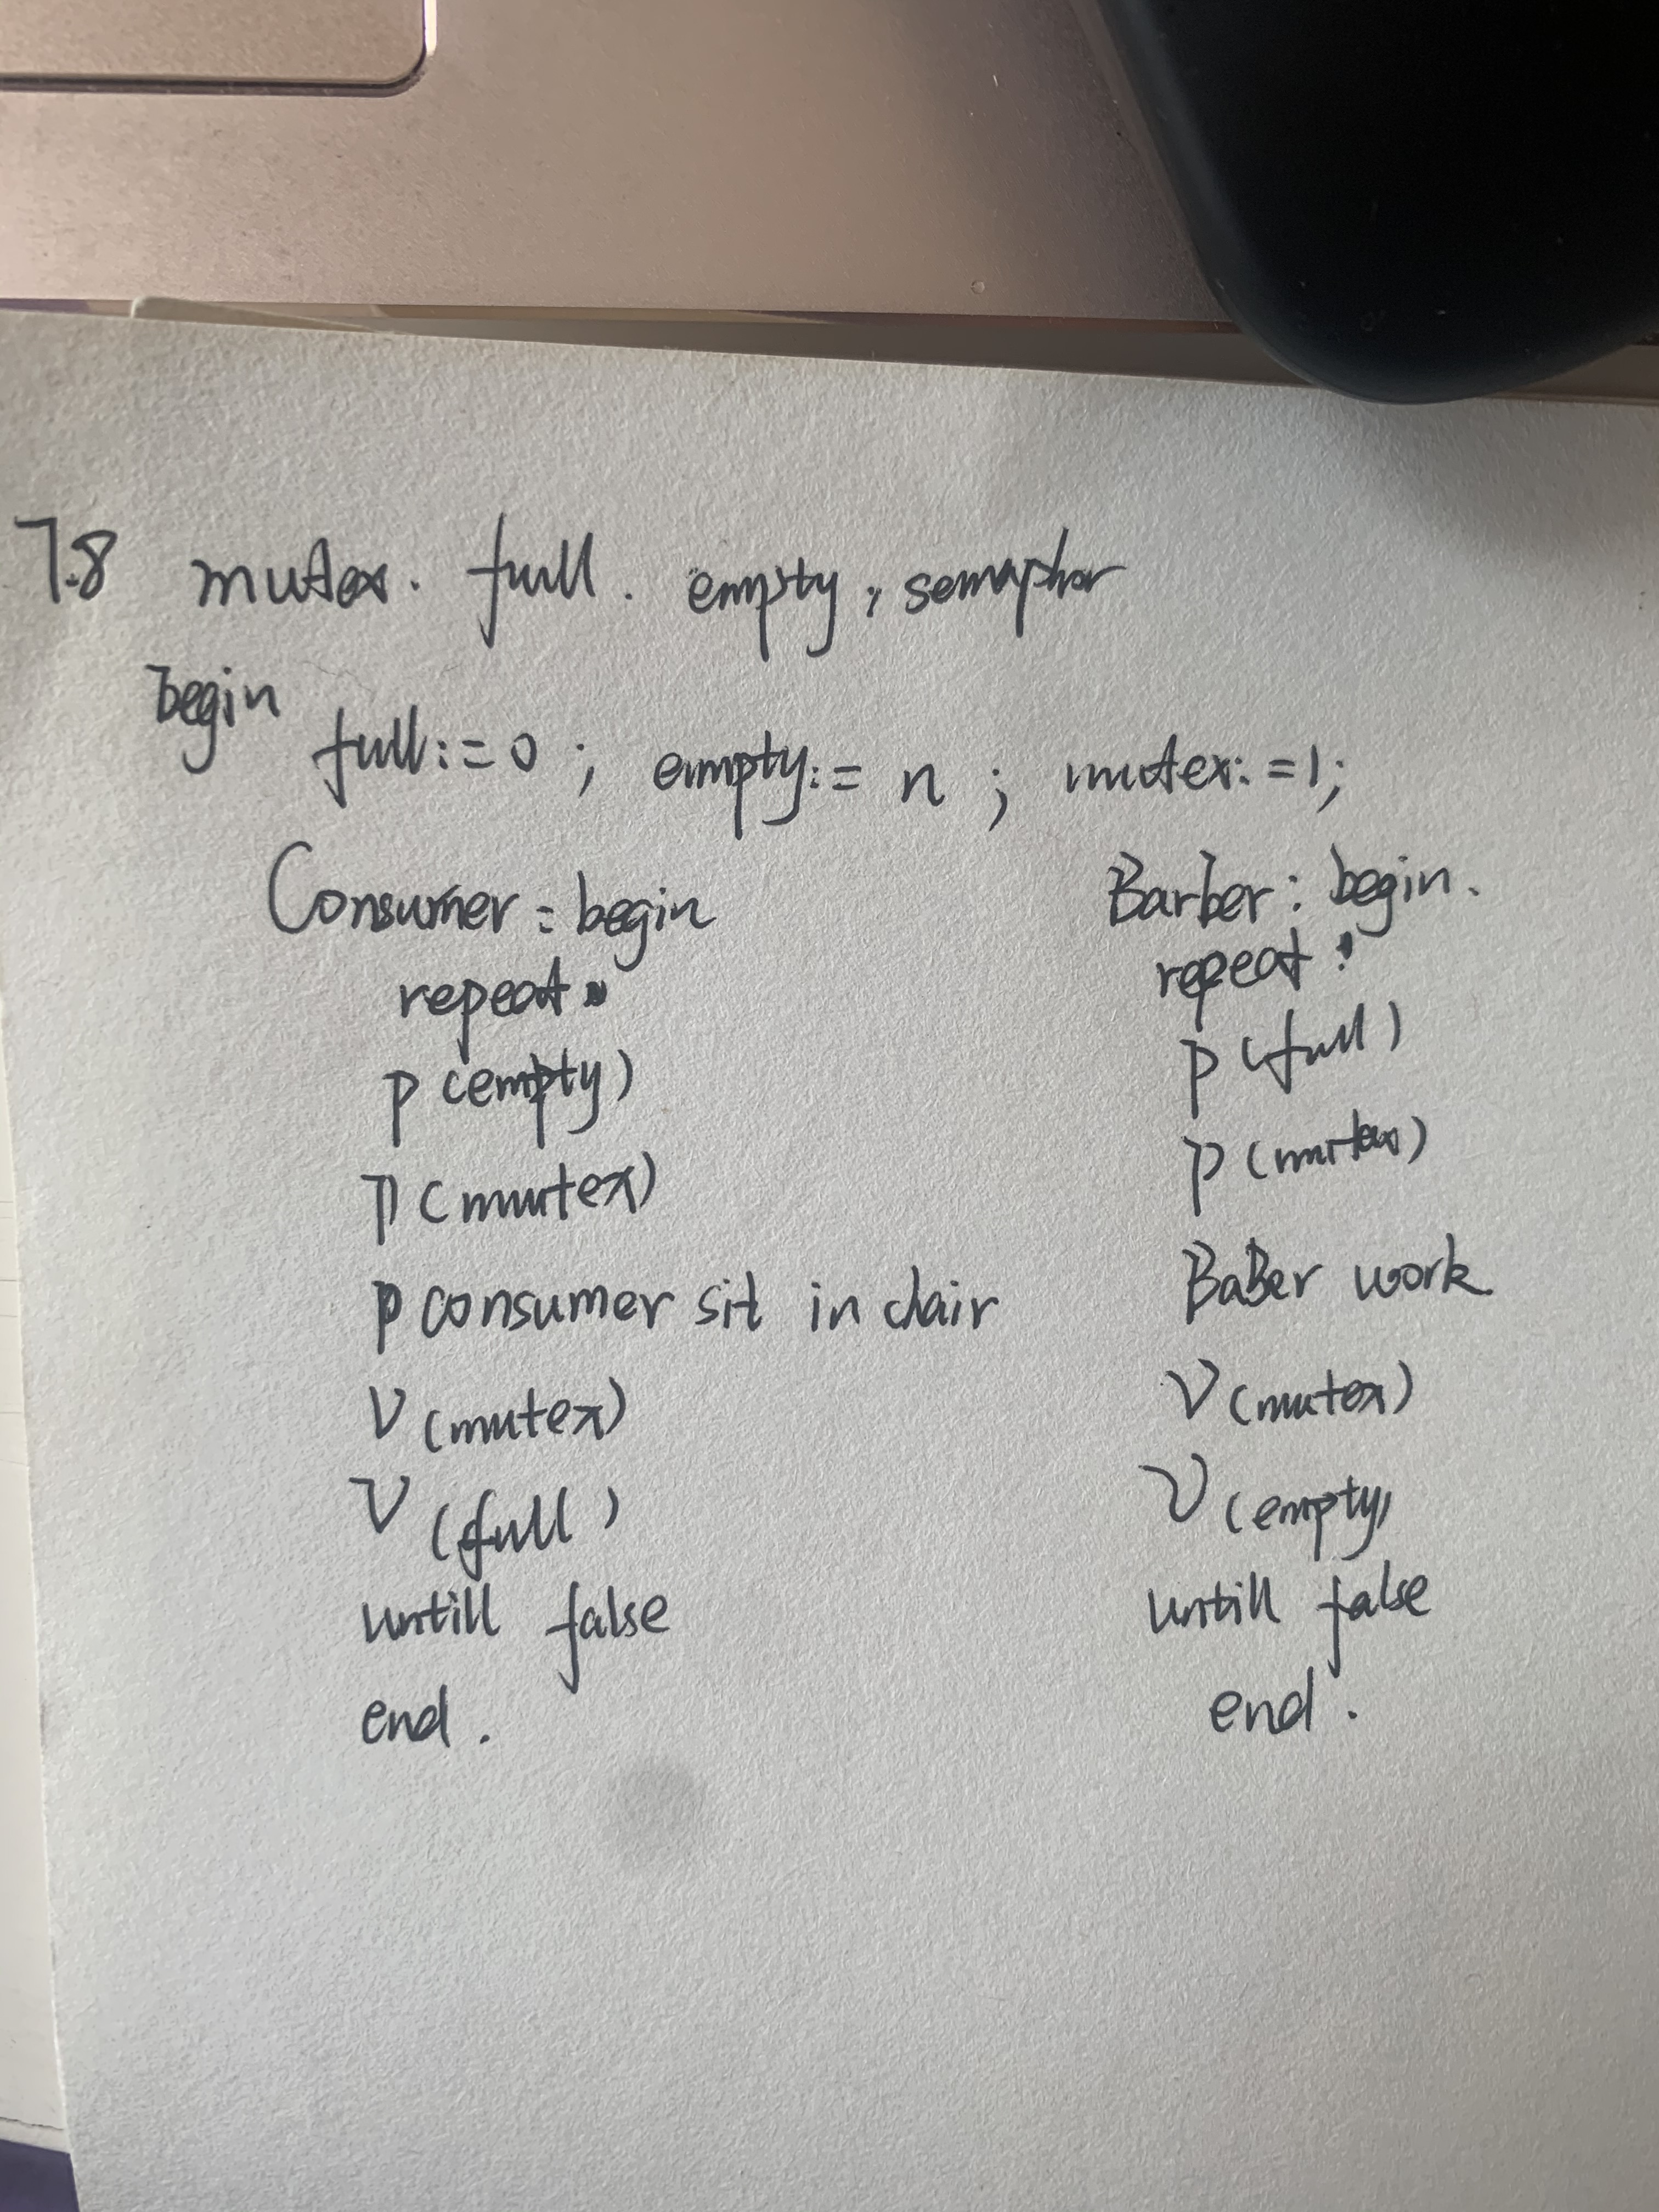 7.8 mutex. full. empty, semaphor
begin
full:=0; empty:= n; mutex:=1;
Consumer: begin
repeat
p(empty)
p(mutex)
p consumer sit in chair
V(mutex)
V(full)
untill false
end.
Barber: begin.
repeat:
p(full)
p(mutex)
BaBer work
V(mutex)
V(empty)
untill false
end.